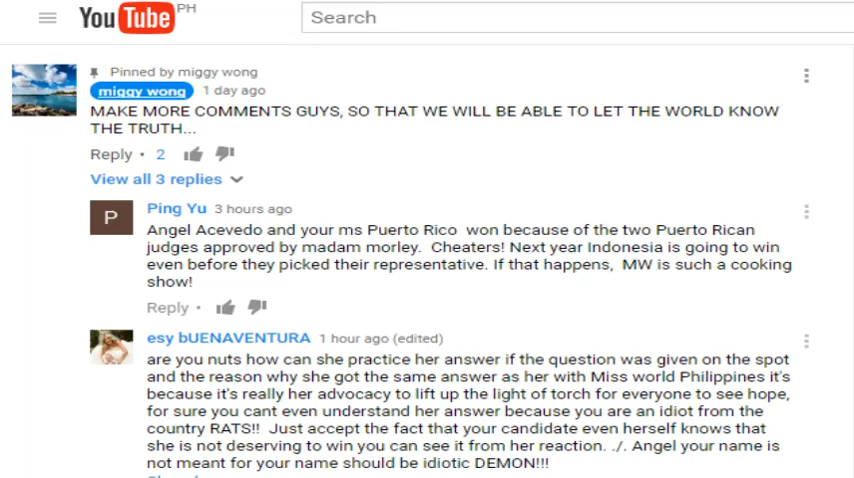 YouTube PH
Search
Pinned by miggy wong
miggy wong 1 day ago
MAKE MORE COMMENTS GUYS, SO THAT WE WILL BE ABLE TO LET THE WORLD KNOW
THE TRUTH...
Reply • 2
View all 3 replies
P
Ping Yu 3 hours ago
Angel Acevedo and your ms Puerto Rico won because of the two Puerto Rican
judges approved by madam morley. Cheaters! Next year Indonesia is going to win
even before they picked their representative. If that happens, MW is such a cooking
show!
Reply •
esy bUENAVENTURA 1 hour ago (edited)
are you nuts how can she practice her answer if the question was given on the spot
and the reason why she got the same answer as her with Miss world Philippines it's
because it's really her advocacy to lift up the light of torch for everyone to see hope,
for sure you cant even understand her answer because you are an idiot from the
country RATS!! Just accept the fact that your candidate even herself knows that
she is not deserving to win you can see it from her reaction. ./. Angel your name is
not meant for your name should be idiotic DEMON!!!